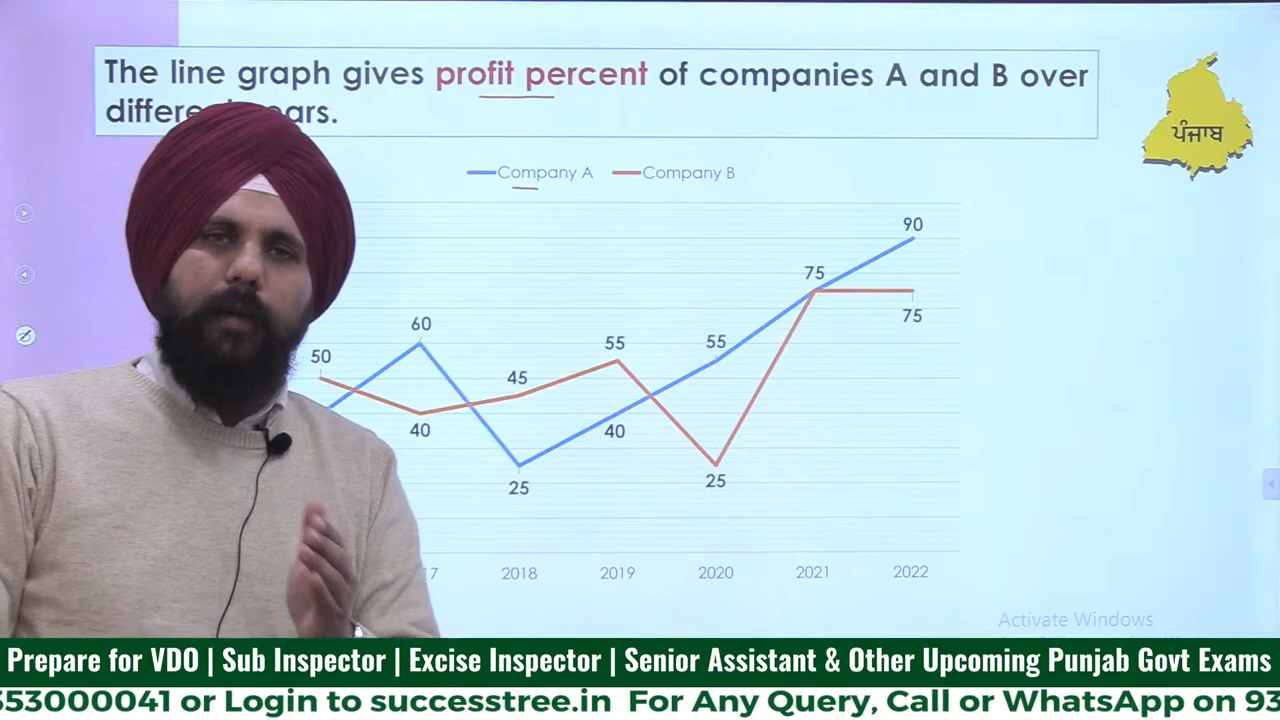 The line graph gives profit percent of companies A and B over
ਪੰਜਾਬ
Company A Company B
90
75
75
60
55
55
50
45
40
40
25
25
2018 2019 2020 2021 2022
Activate Windows
Prepare for VDO | Sub Inspector | Excise Inspector | Senior Assistant & Other Upcoming Punjab Govt Exams
553000041 or Login to successtree.in For Any Query, Call or WhatsApp on 93